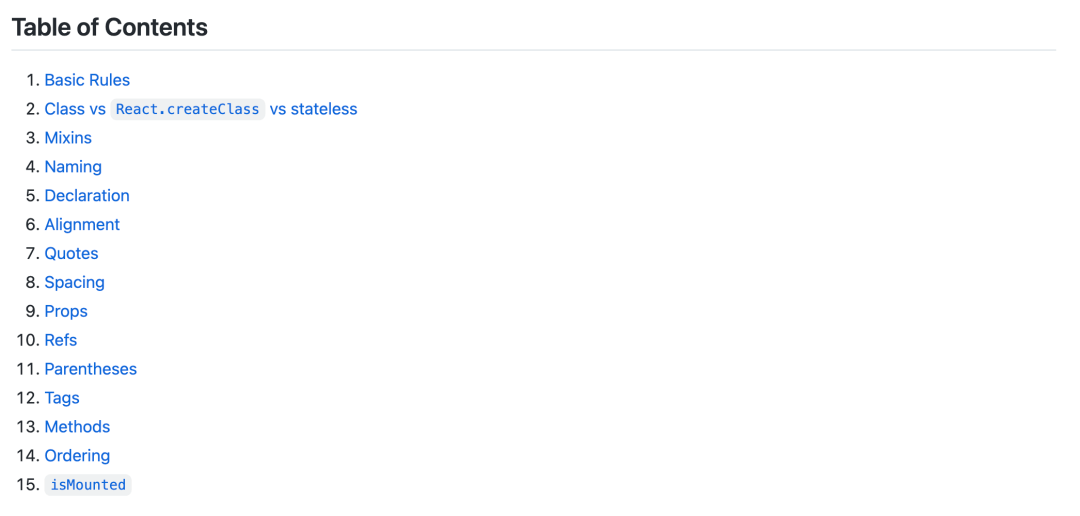 Table of Contents
1. Basic Rules
2. Class vs React.createClass vs stateless
3. Mixins
4. Naming
5. Declaration
6. Alignment
7. Quotes
8. Spacing
9. Props
10. Refs
11. Parentheses
12. Tags
13. Methods
14. Ordering
15. isMounted